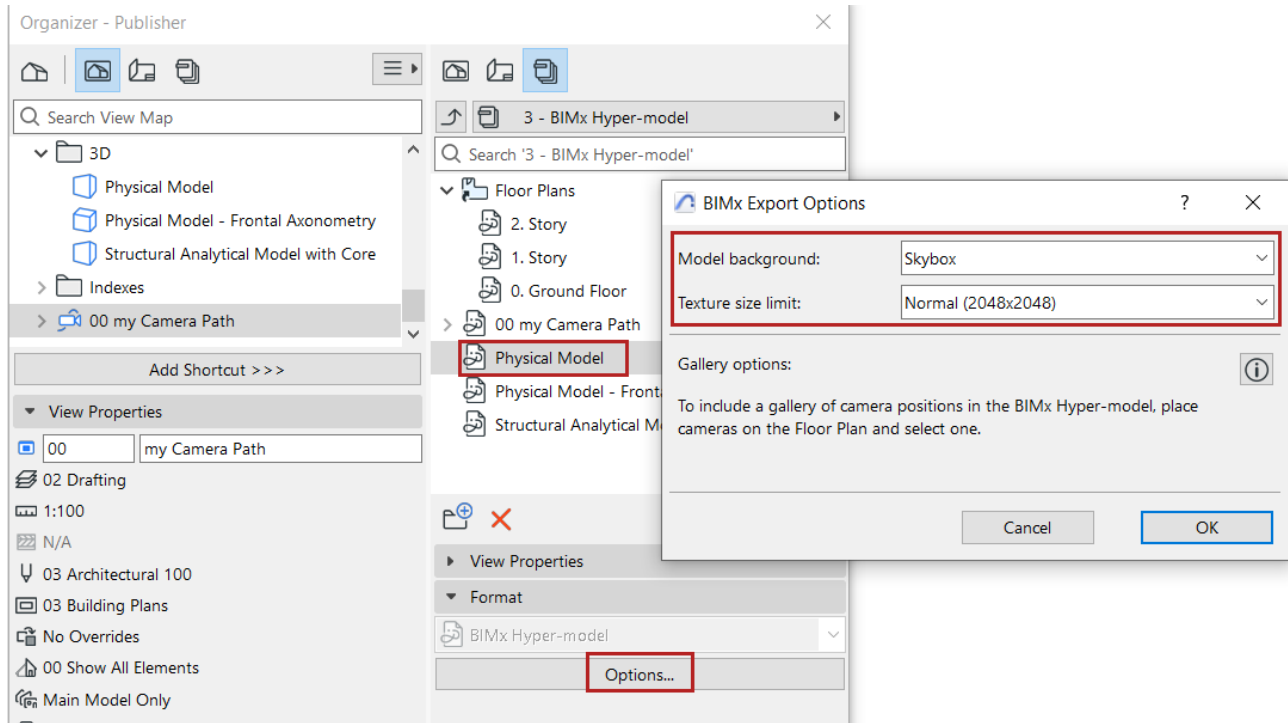 Organizer - Publisher
Search View Map
3D
Physical Model
Physical Model - Frontal Axonometry
Structural Analytical Model with Core
Indexes
00 my Camera Path
Add Shortcut >>>
View Properties
00 my Camera Path
02 Drafting
1:100
N/A
03 Architectural 100
03 Building Plans
No Overrides
00 Show All Elements
Main Model Only
3 - BIMx Hyper-model
Search '3 - BIMx Hyper-model'
Floor Plans
2. Story
1. Story
0. Ground Floor
00 my Camera Path
Physical Model
Physical Model - Front
Structural Analytical M
View Properties
Format
BIMx Hyper-model
Options...
BIMx Export Options ?
Model background: Skybox
Texture size limit: Normal (2048x2048)
Gallery options:
To include a gallery of camera positions in the BIMx Hyper-model, place
cameras on the Floor Plan and select one.
Cancel OK